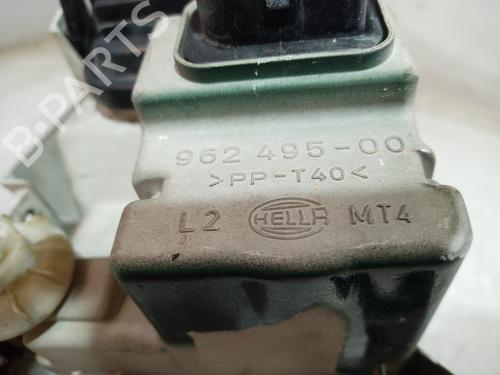 B-PARTS
962 495-00
>PP-T40<
L2 HELLA MT4